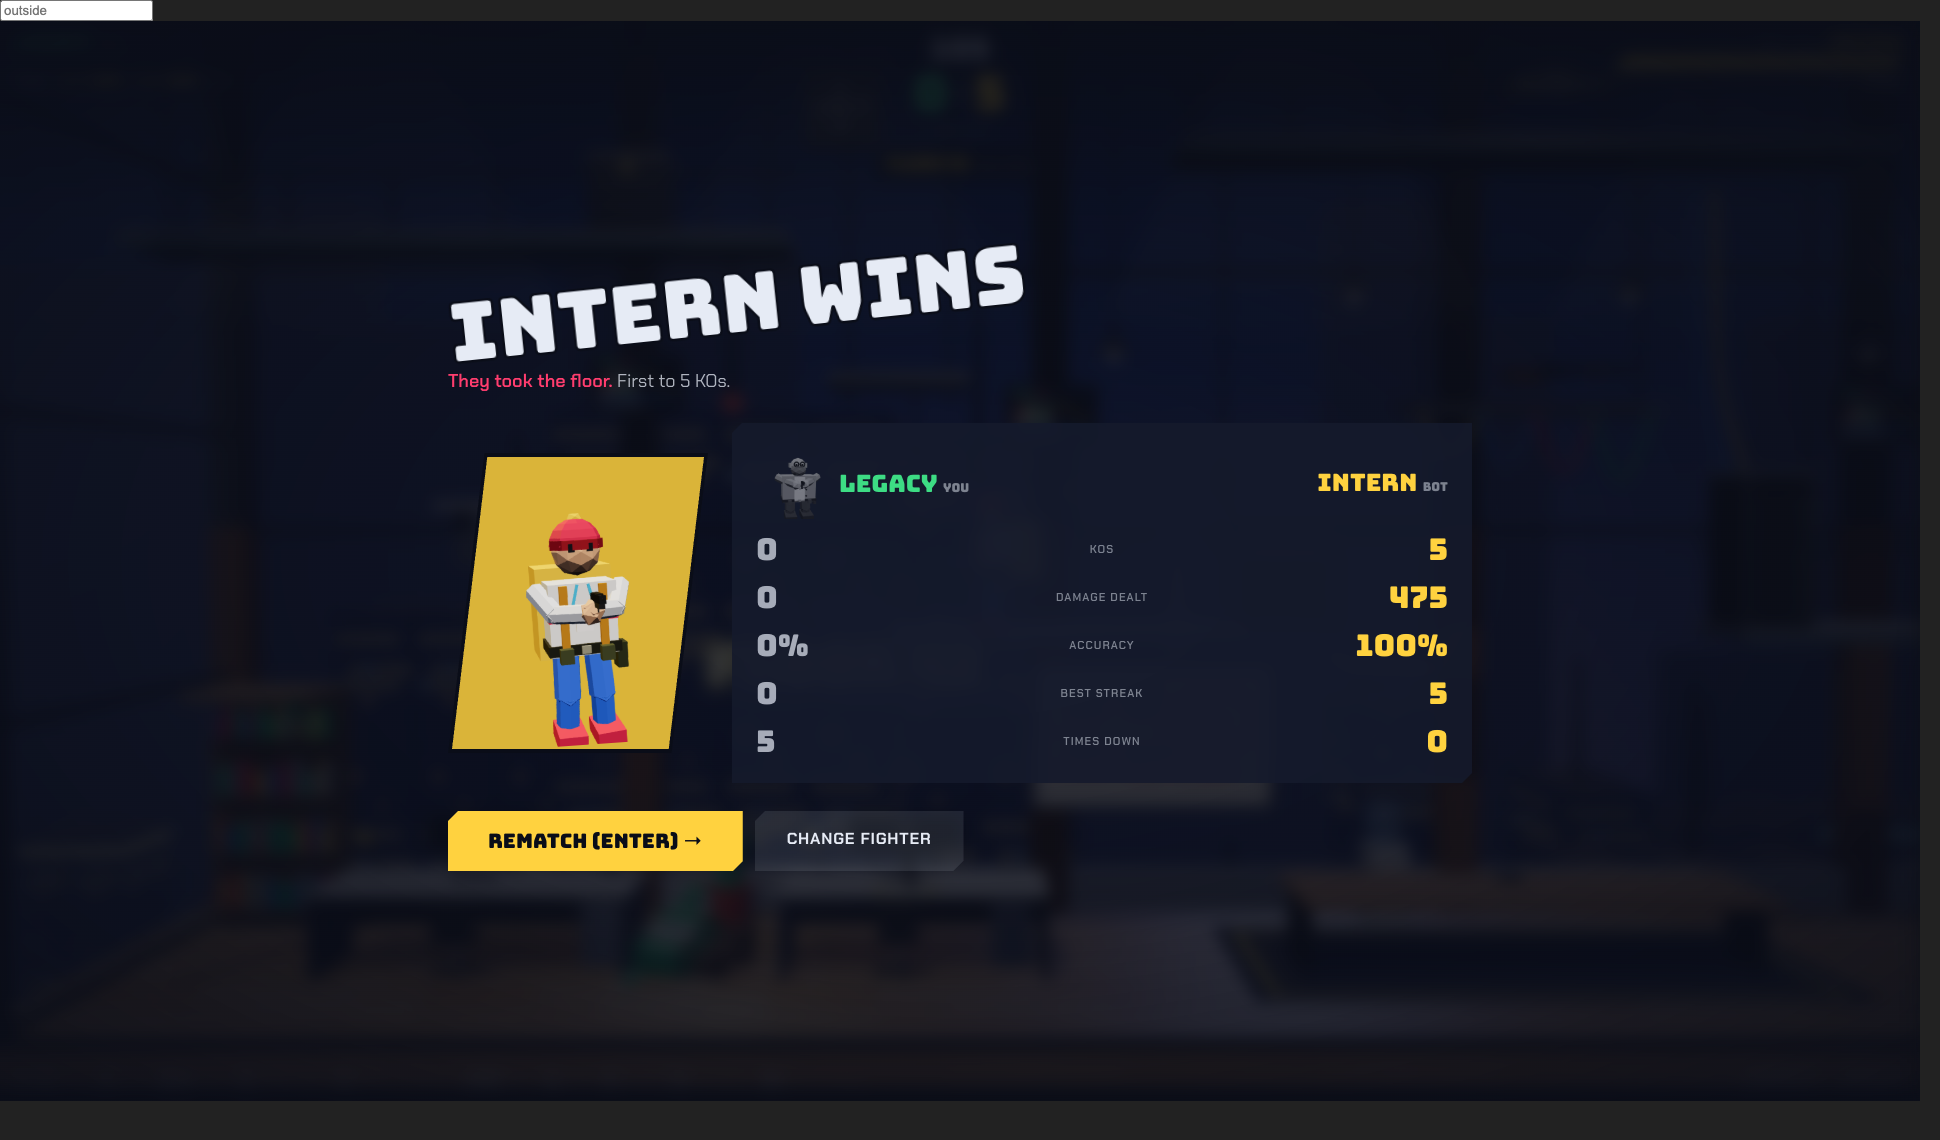 outside
INTERN WINS
They took the floor. First to 5 KOs.
LEGACY YOU
INTERN BOT
0 KOS 5
0 DAMAGE DEALT 475
0% ACCURACY 100%
0 BEST STREAK 5
5 TIMES DOWN 0
REMATCH (ENTER) →
CHANGE FIGHTER